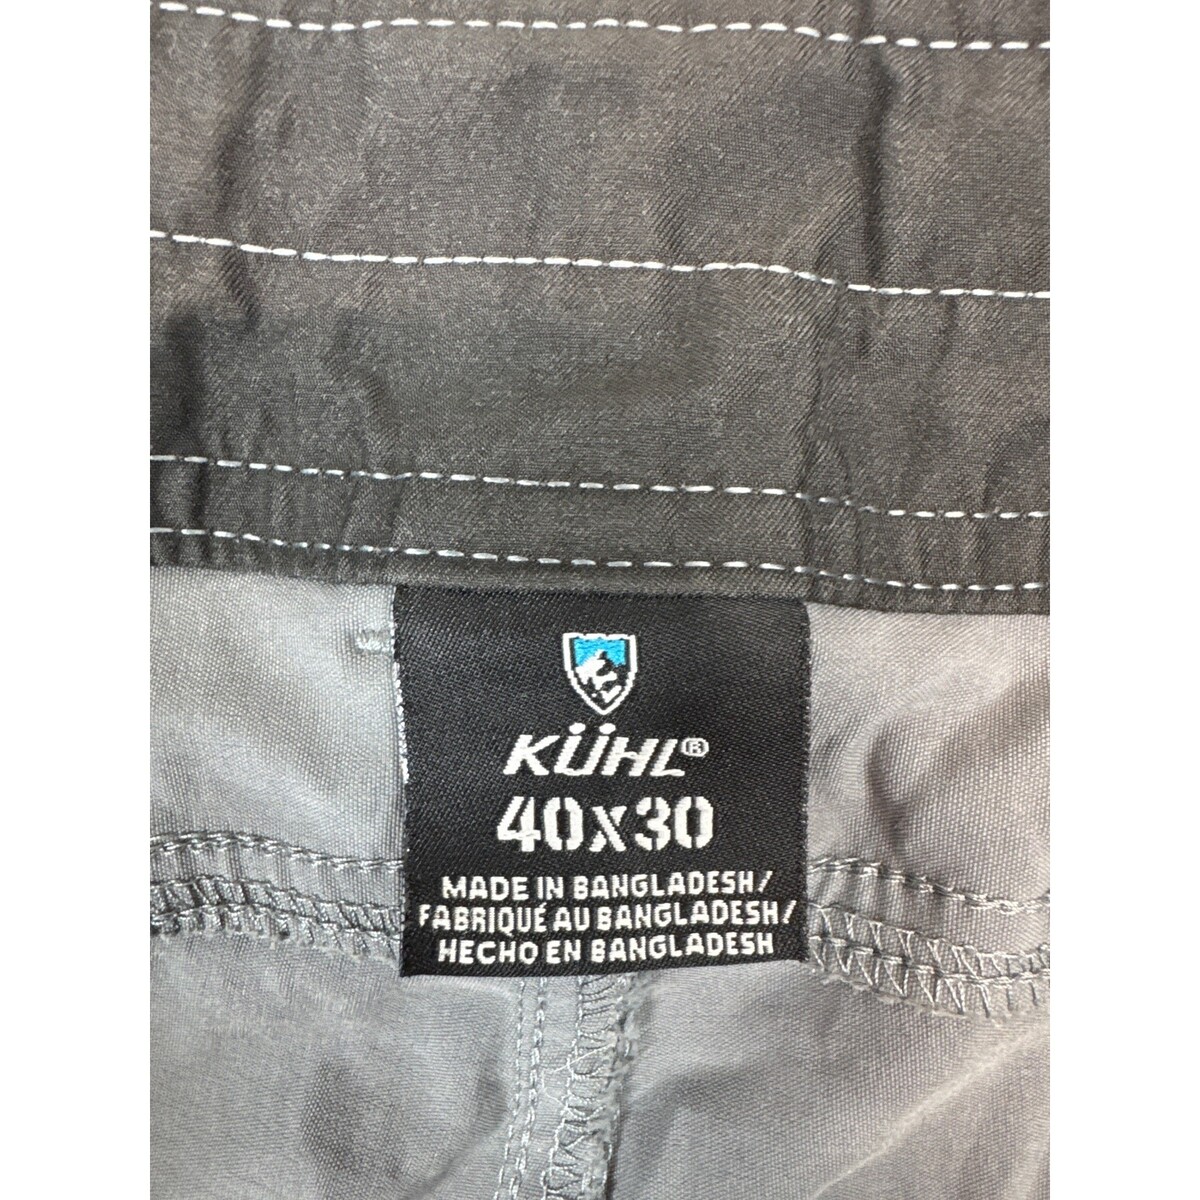 KÜHL®
40X30
MADE IN BANGLADESH/
FABRIQUÉ AU BANGLADESH/
HECHO EN BANGLADESH